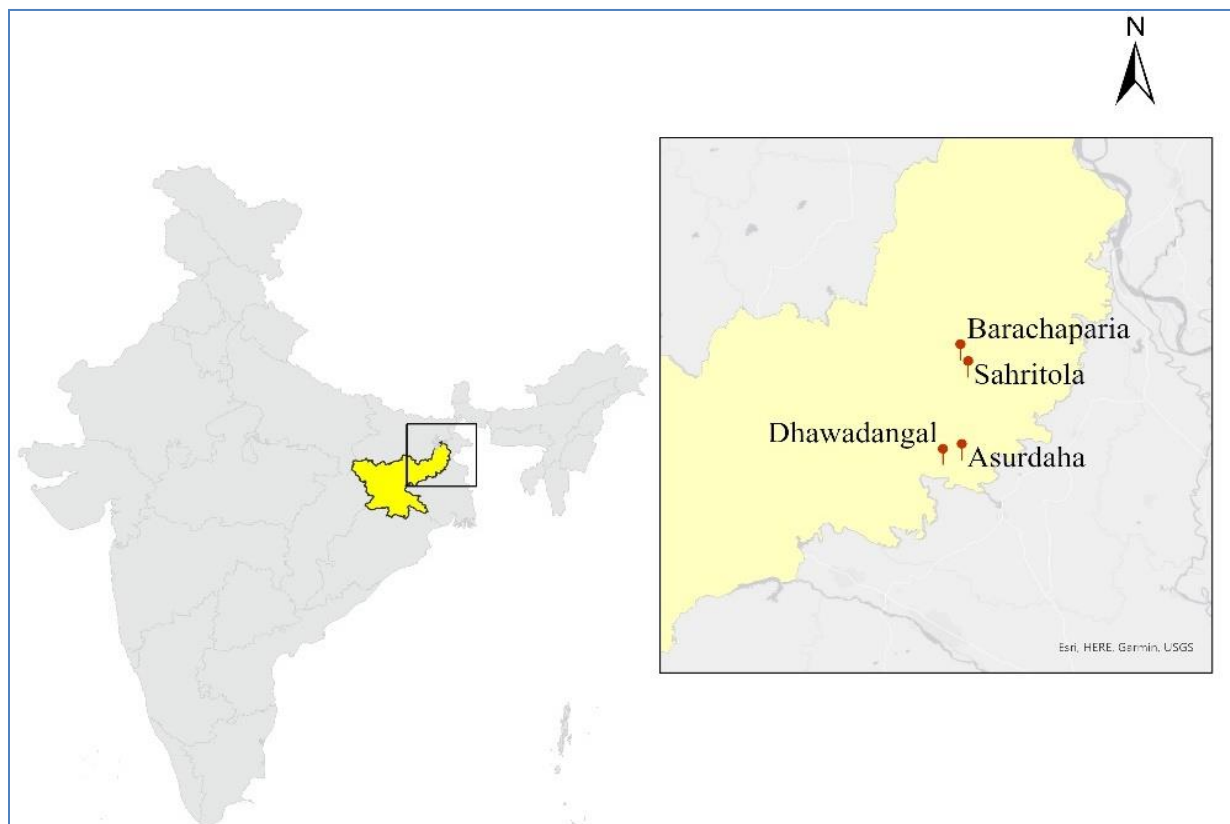 N
Barachaparia
Sahritola
Dhawadangal
Asurdaha
Esri, HERE, Garmin, USGS